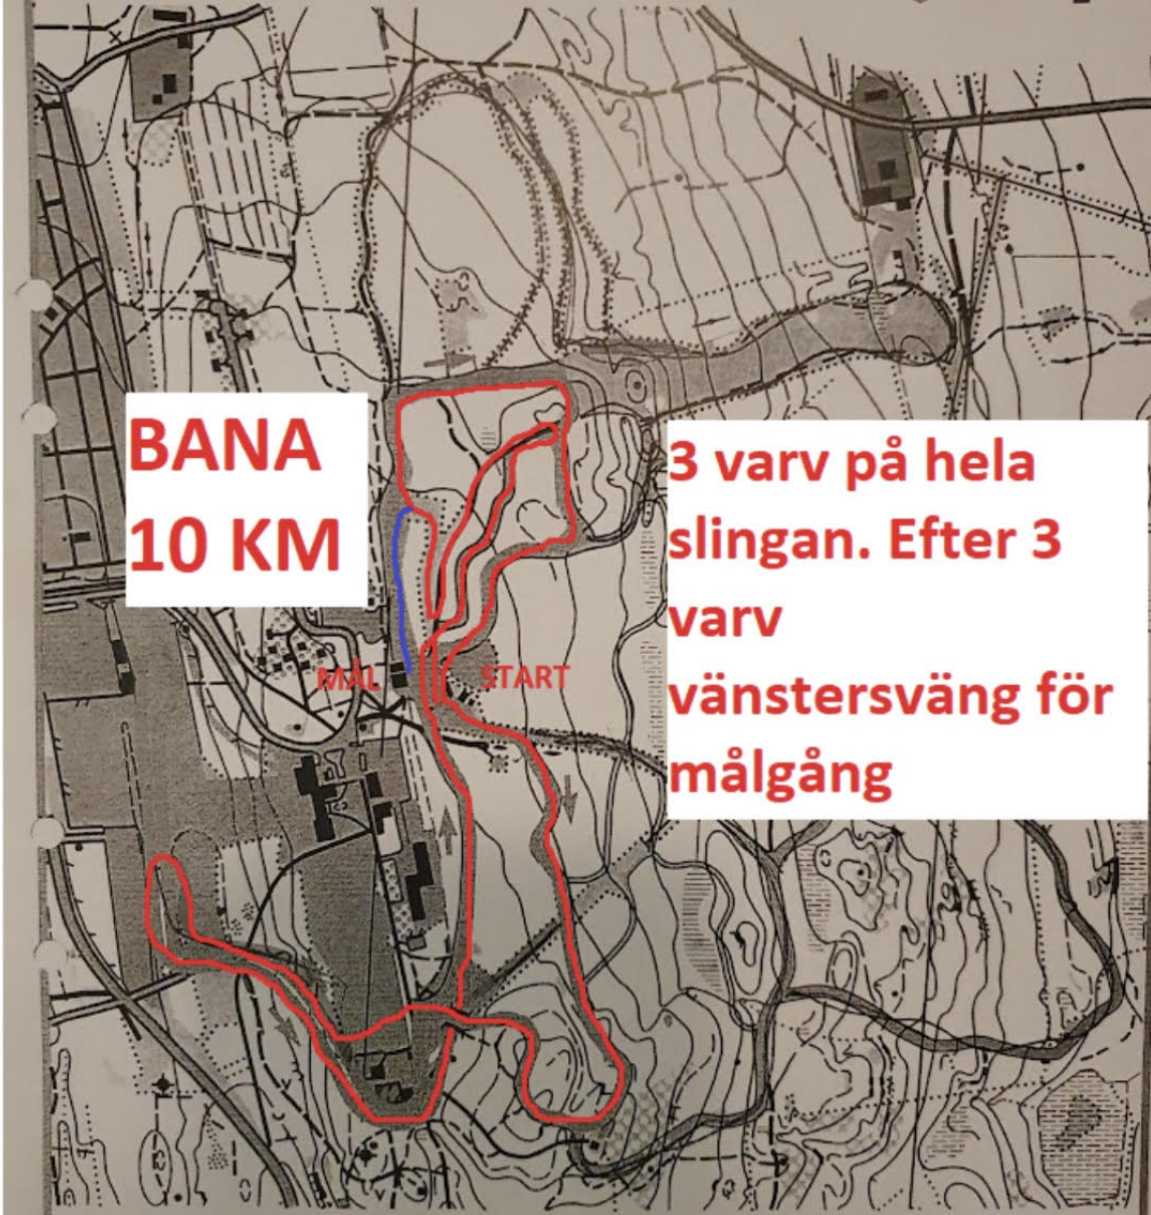 BANA
10 KM
3 varv på hela
slingan. Efter 3
varv
vänstersväng för
målgång
MÅL
START